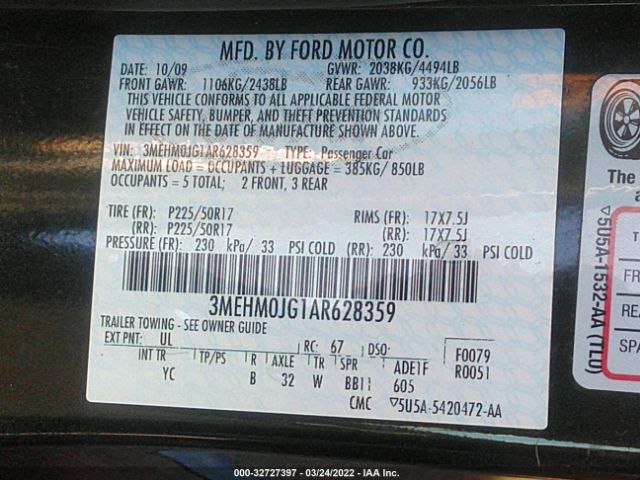 MFD. BY FORD MOTOR CO.
DATE: 10/09 GVWR: 2038KG/4494LB
FRONT GAWR: 1106KG/2438LB REAR GAWR: 933KG/2056LB
THIS VEHICLE CONFORMS TO ALL APPLICABLE FEDERAL MOTOR
VEHICLE SAFETY, BUMPER, AND THEFT PREVENTION STANDARDS
IN EFFECT ON THE DATE OF MANUFACTURE SHOWN ABOVE.
VIN: 3MEHM0JG1AR628359 TYPE: Passenger Car
MAXIMUM LOAD = OCCUPANTS + LUGGAGE = 385KG/ 850LB
OCCUPANTS = 5 TOTAL; 2 FRONT, 3 REAR
TIRE (FR): P225/50R17 RIMS (FR): 17X7.5J
(RR): P225/50R17 (RR): 17X7.5J
PRESSURE (FR): 230 kPa/ 33 PSI COLD (RR): 230 kPa/ 33 PSI COLD
3MEHM0JG1AR628359
TRAILER TOWING - SEE OWNER GUIDE
EXT PNT: UL RC: 67 DSO: F0079
INT TR TP/PS R AXLE TR SPR ADE1F R0051
YC B 32 W BB11 605
CMC ▽5U5A-5420472-AA
The
▽5U5A-1532-AA (TL0)
FR
REA
SPA
000-32727397 - 03/24/2022 - IAA Inc.